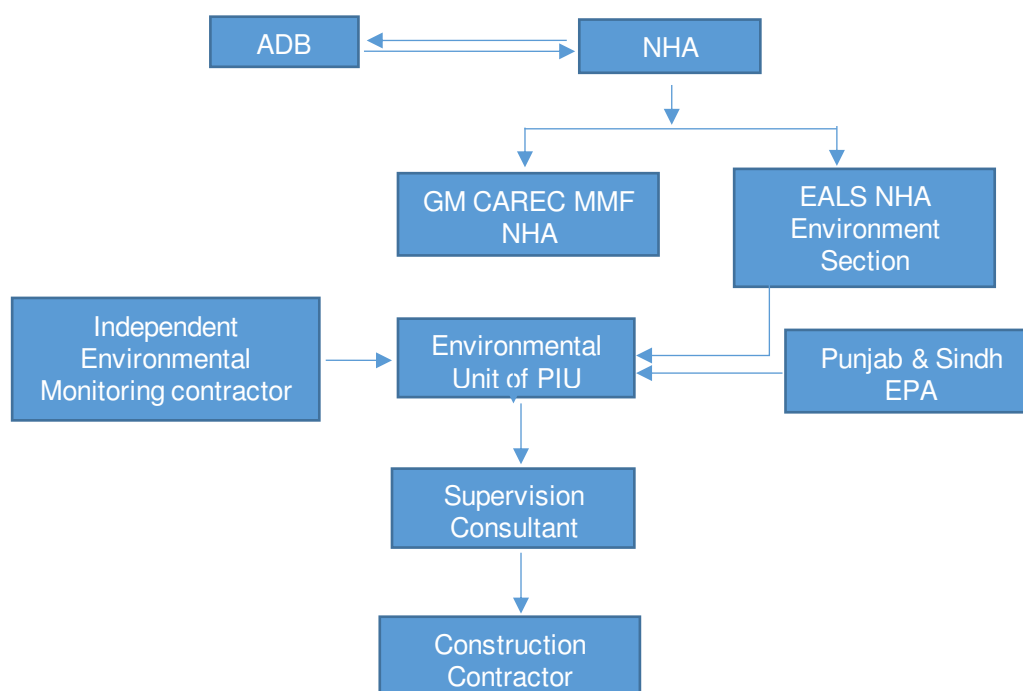 ADB
NHA
GM CAREC MMF
NHA
EALS NHA
Environment
Section
Independent
Environmental
Monitoring contractor
Environmental
Unit of PIU
Punjab & Sindh
EPA
Supervision
Consultant
Construction
Contractor